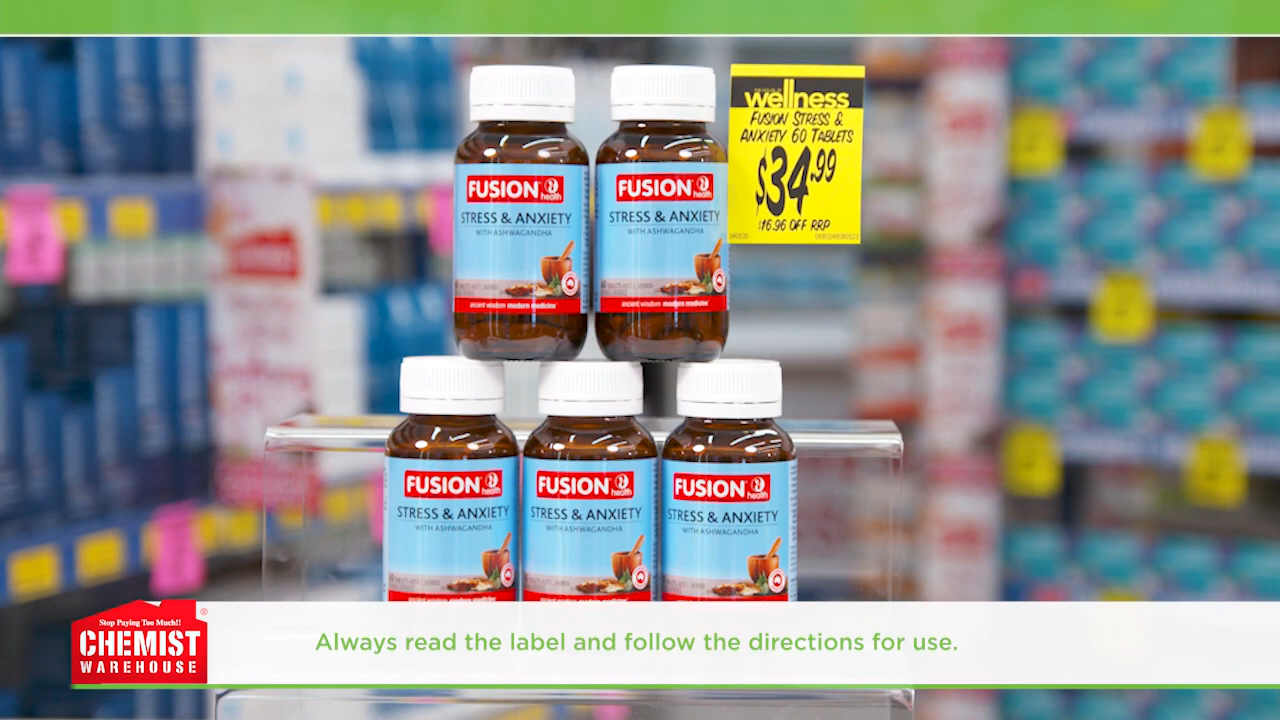 wellness
FUSION STRESS &
ANXIETY 60 TABLETS
$34.99
$16.96 OFF RRP
FUSION health
STRESS & ANXIETY
WITH ASHWAGANDHA
ancient wisdom modern medicine
FUSION health
STRESS & ANXIETY
WITH ASHWAGANDHA
ancient wisdom modern medicine
FUSION health
STRESS & ANXIETY
WITH ASHWAGANDHA
FUSION health
STRESS & ANXIETY
WITH ASHWAGANDHA
FUSION health
STRESS & ANXIETY
WITH ASHWAGANDHA
Stop Paying Too Much!!
CHEMIST
WAREHOUSE
Always read the label and follow the directions for use.